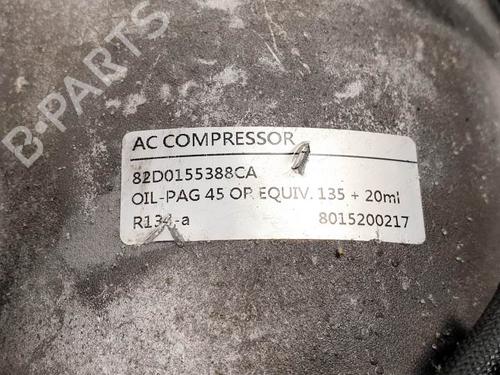 B-PARTS
AC COMPRESSOR
82D0155388CA
OIL-PAG 45 OR EQUIV. 135 + 20ml
R134-a 8015200217